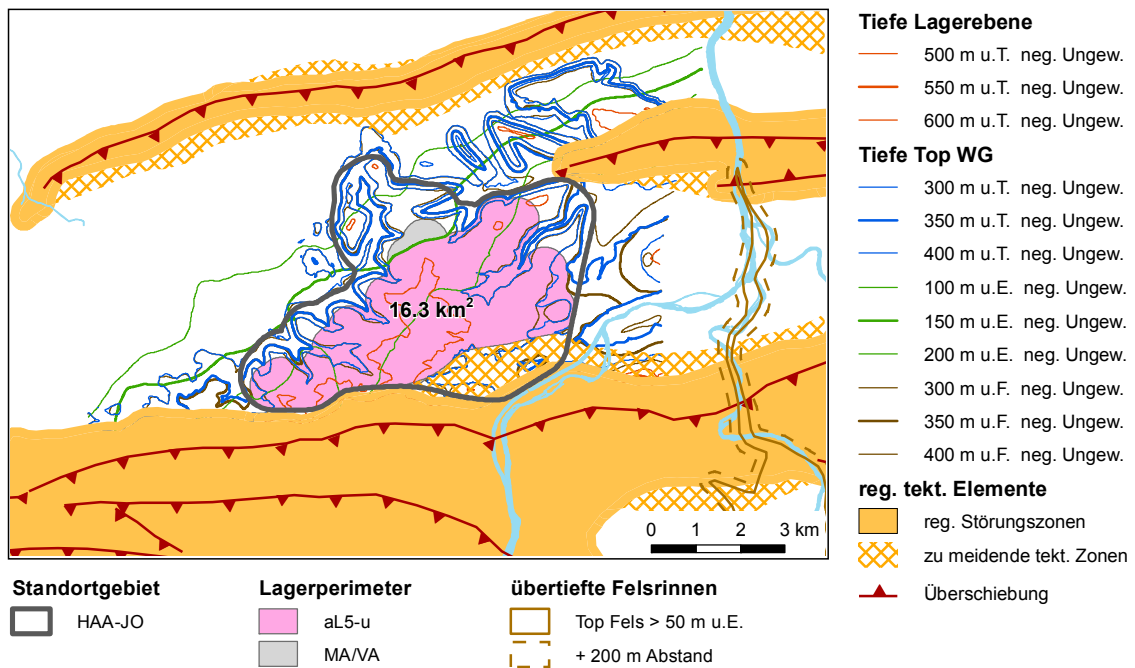 Tiefe Lagerebene
500 m u.T. neg. Ungew.
550 m u.T. neg. Ungew.
600 m u.T. neg. Ungew.
Tiefe Top WG
300 m u.T. neg. Ungew.
350 m u.T. neg. Ungew.
400 m u.T. neg. Ungew.
100 m u.E. neg. Ungew.
150 m u.E. neg. Ungew.
200 m u.E. neg. Ungew.
300 m u.F. neg. Ungew.
350 m u.F. neg. Ungew.
400 m u.F. neg. Ungew.
reg. tekt. Elemente
reg. Störungszonen
zu meidende tekt. Zonen
Überschiebung
16.3 km²
0 1 2 3 km
Standortgebiet
HAA-JO
Lagerperimeter
aL5-u
MA/VA
übertiefte Felsrinnen
Top Fels > 50 m u.E.
+ 200 m Abstand